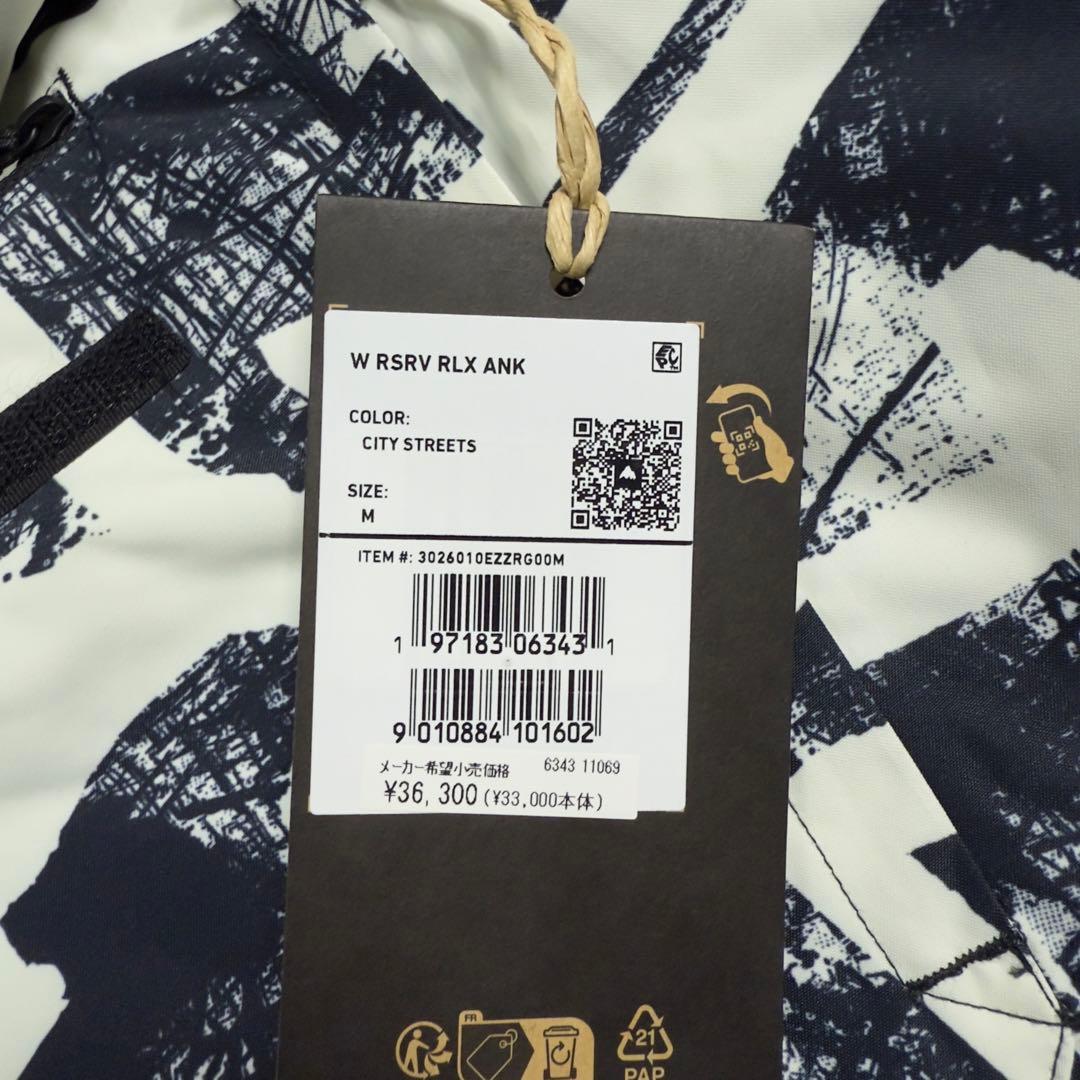 W RSRV RLX ANK
COLOR:
CITY STREETS
SIZE:
M
ITEM #: 3026010EZZRG00M
1 97183 06343 1
9 010884 101602
メーカー希望小売価格 6343 11069
¥36,300 (¥33,000本体)
FR
21
PAP